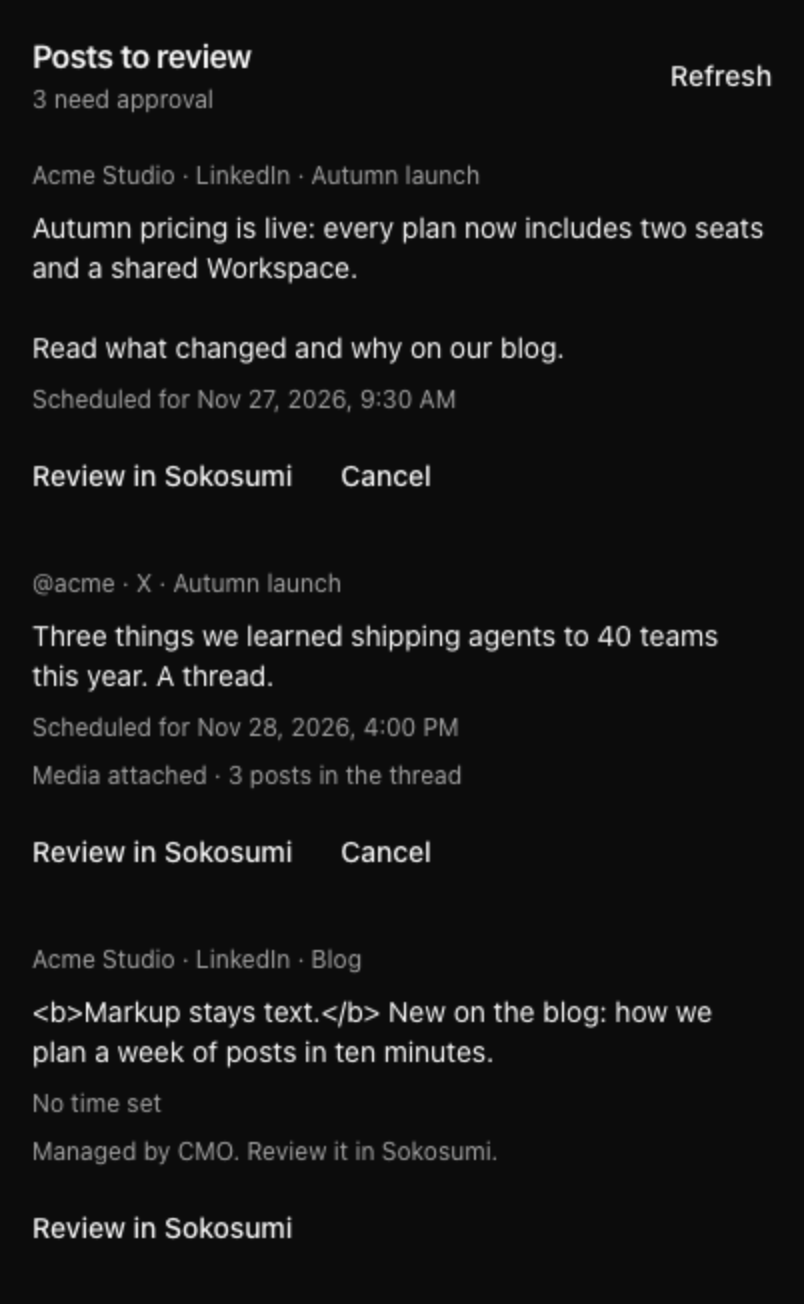 Posts to review
Refresh
3 need approval
Acme Studio · LinkedIn · Autumn launch
Autumn pricing is live: every plan now includes two seats
and a shared Workspace.
Read what changed and why on our blog.
Scheduled for Nov 27, 2026, 9:30 AM
Review in Sokosumi Cancel
@acme · X · Autumn launch
Three things we learned shipping agents to 40 teams
this year. A thread.
Scheduled for Nov 28, 2026, 4:00 PM
Media attached · 3 posts in the thread
Review in Sokosumi Cancel
Acme Studio · LinkedIn · Blog
<b>Markup stays text.</b> New on the blog: how we
plan a week of posts in ten minutes.
No time set
Managed by CMO. Review it in Sokosumi.
Review in Sokosumi